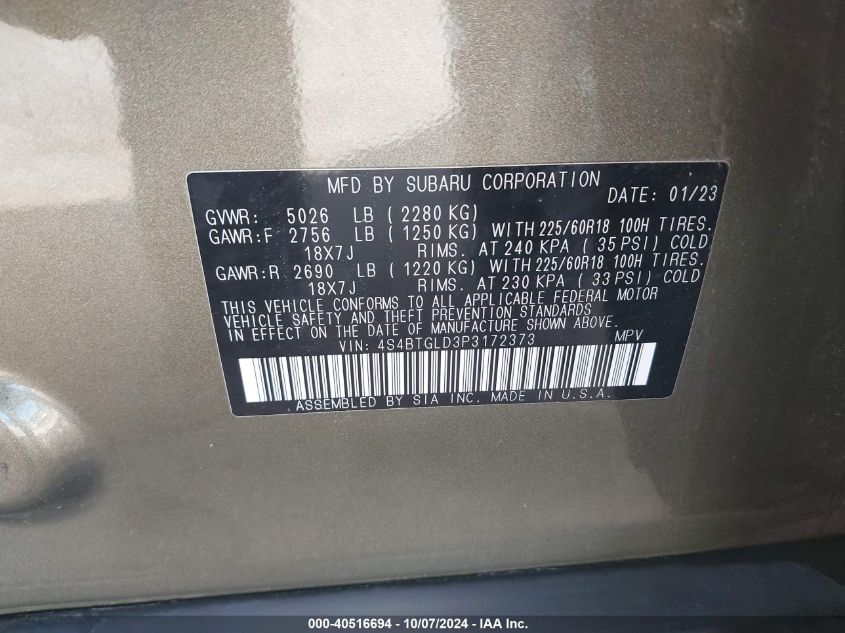 MFD BY SUBARU CORPORATION DATE: 01/23
GVWR: 5026 LB ( 2280 KG)
GAWR:F 2756 LB ( 1250 KG) WITH 225/60R18 100H TIRES.
18X7J RIMS. AT 240 KPA ( 35 PSI) COLD
GAWR:R 2690 LB ( 1220 KG) WITH 225/60R18 100H TIRES.
18X7J RIMS. AT 230 KPA ( 33 PSI) COLD
THIS VEHICLE CONFORMS TO ALL APPLICABLE FEDERAL MOTOR
VEHICLE SAFETY AND THEFT PREVENTION STANDARDS
IN EFFECT ON THE DATE OF MANUFACTURE SHOWN ABOVE.
VIN: 4S4BTGLD3P3172373 MPV
ASSEMBLED BY SIA INC. MADE IN U.S.A.
000-40516694 - 10/07/2024 - IAA Inc.